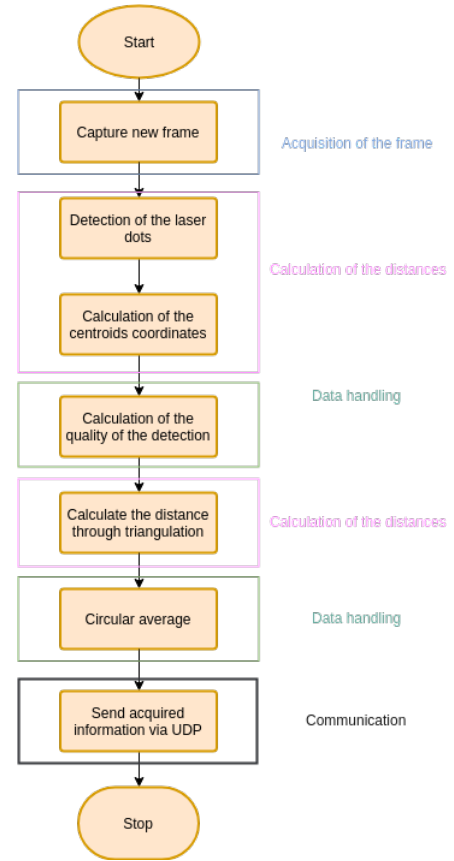 Start
Capture new frame
Acquisition of the frame
Detection of the laser
dots
Calculation of the distances
Calculation of the
centroids coordinates
Data handling
Calculation of the
quality of the detection
Calculate the distance
through triangulation
Calculation of the distances
Circular average
Data handling
Send acquired
information via UDP
Communication
Stop